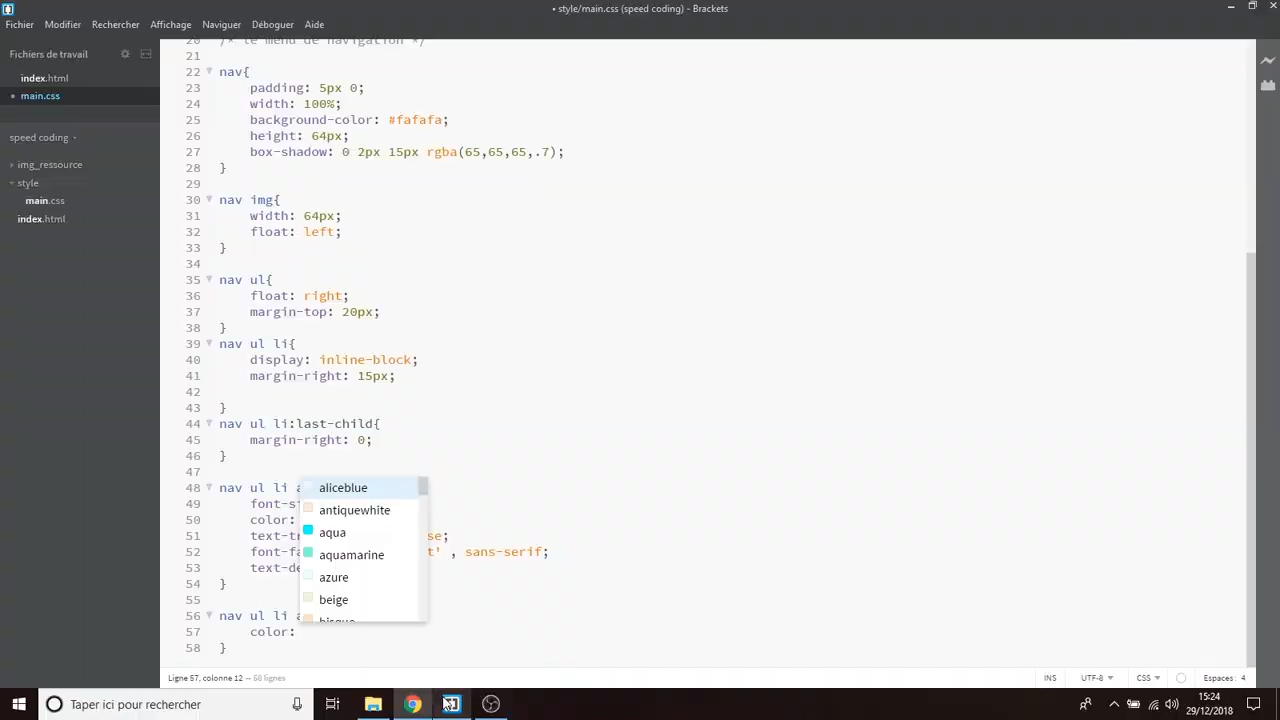 • style/main.css (speed coding) - Brackets
Fichier Modifier Rechercher Affichage Naviguer Déboguer Aide
Fichiers de travail
index.html
• main.css
speed coding
img_ressource
style
main.css
index.html
20 /* le menu de navigation */
21
22 nav{
23 padding: 5px 0;
24 width: 100%;
25 background-color: #fafafa;
26 height: 64px;
27 box-shadow: 0 2px 15px rgba(65,65,65,.7);
28 }
29
30 nav img{
31 width: 64px;
32 float: left;
33 }
34
35 nav ul{
36 float: right;
37 margin-top: 20px;
38 }
39 nav ul li{
40 display: inline-block;
41 margin-right: 15px;
42
43 }
44 nav ul li:last-child{
45 margin-right: 0;
46 }
47
48 nav ul li a
49 font-si
50 color:
51 text-tr se;
52 font-fa t' , sans-serif;
53 text-de
54 }
55
56 nav ul li a
57 color:
58 }
aliceblue
antiquewhite
aqua
aquamarine
azure
beige
bisque
Ligne 57, colonne 12 — 58 lignes
INS UTF-8 CSS Espaces: 4
Taper ici pour rechercher
15:24
29/12/2018